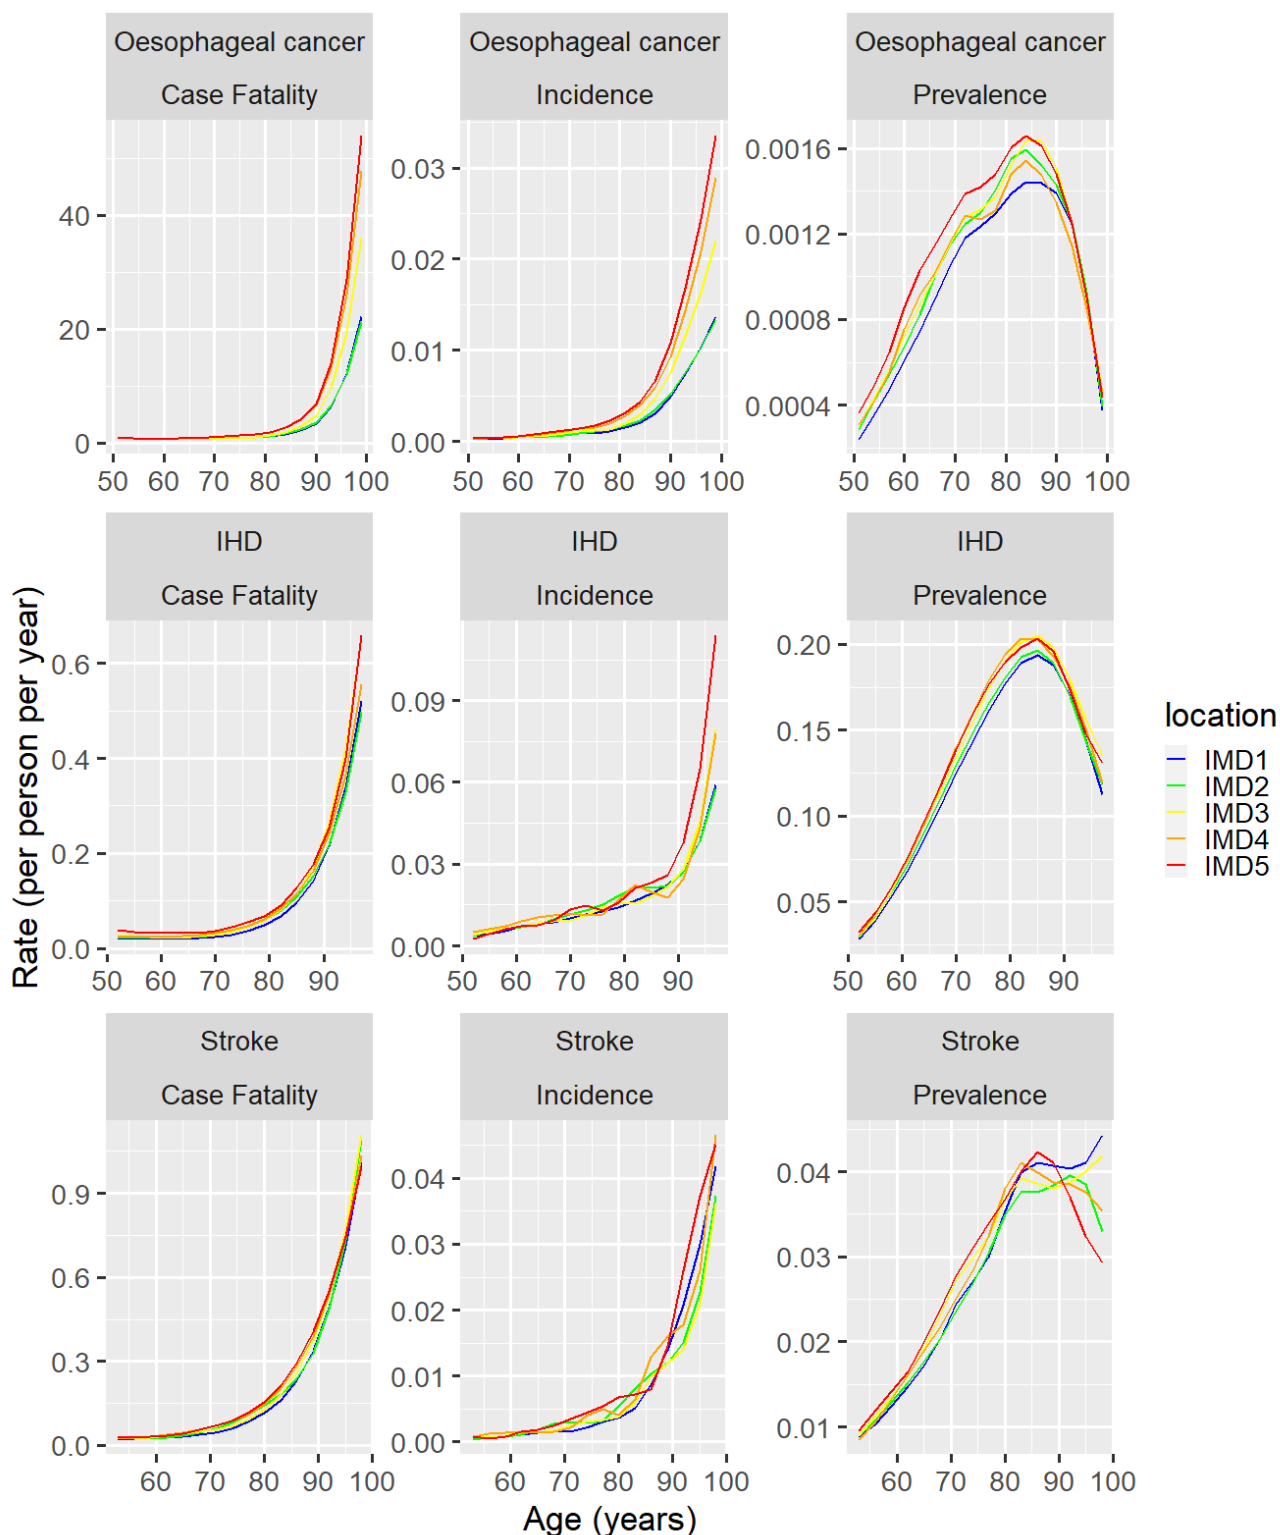 Oesophageal cancer
Case Fatality
Oesophageal cancer
Incidence
Oesophageal cancer
Prevalence
40
20
0
50 60 70 80 90 100
0.03
0.02
0.01
0.00
50 60 70 80 90 100
0.0016
0.0012
0.0008
0.0004
50 60 70 80 90 100
IHD
Case Fatality
IHD
Incidence
IHD
Prevalence
0.6
0.4
0.2
0.0
50 60 70 80 90
0.09
0.06
0.03
0.00
50 60 70 80 90
0.20
0.15
0.10
0.05
50 60 70 80 90
Stroke
Case Fatality
Stroke
Incidence
Stroke
Prevalence
0.9
0.6
0.3
0.0
60 70 80 90 100
0.04
0.03
0.02
0.01
0.00
60 70 80 90 100
0.04
0.03
0.02
0.01
60 70 80 90 100
Rate (per person per year)
Age (years)
location
IMD1
IMD2
IMD3
IMD4
IMD5